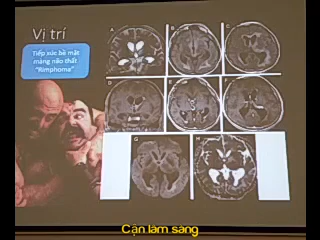 Vị trí
Tiếp xúc bề mặt
màng não thất
"Rimphoma"
A
B
C
D
E
F
G
H
Cận lâm sàng